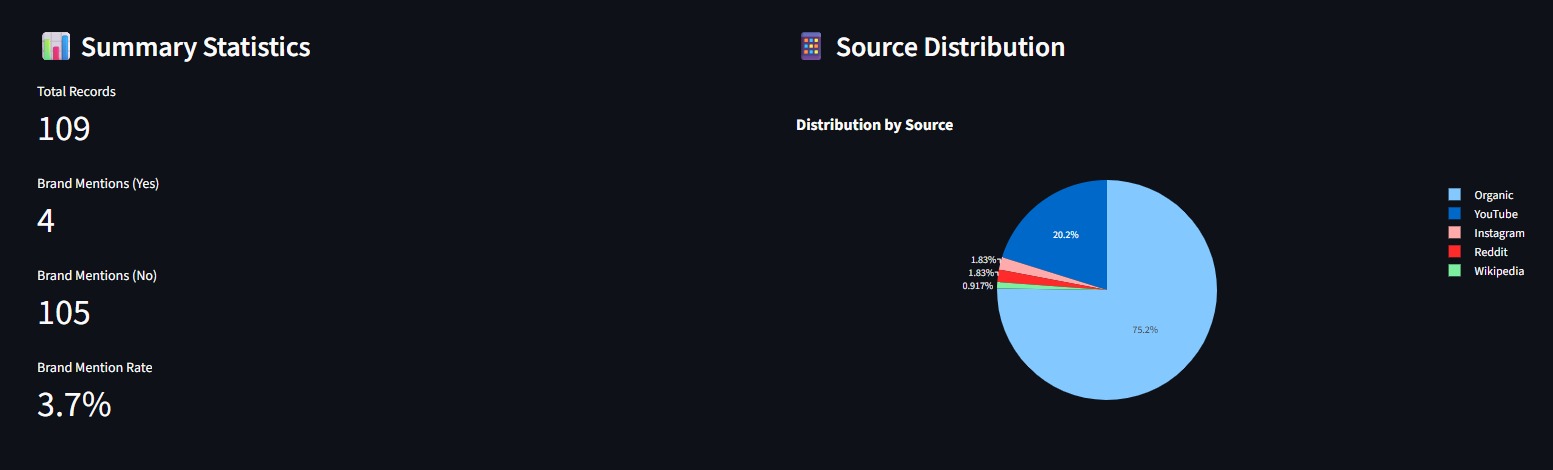 Summary Statistics
Total Records
109
Brand Mentions (Yes)
4
Brand Mentions (No)
105
Brand Mention Rate
3.7%
Source Distribution
Distribution by Source
20.2%
1.83%
1.83%
0.917%
75.2%
Organic
YouTube
Instagram
Reddit
Wikipedia